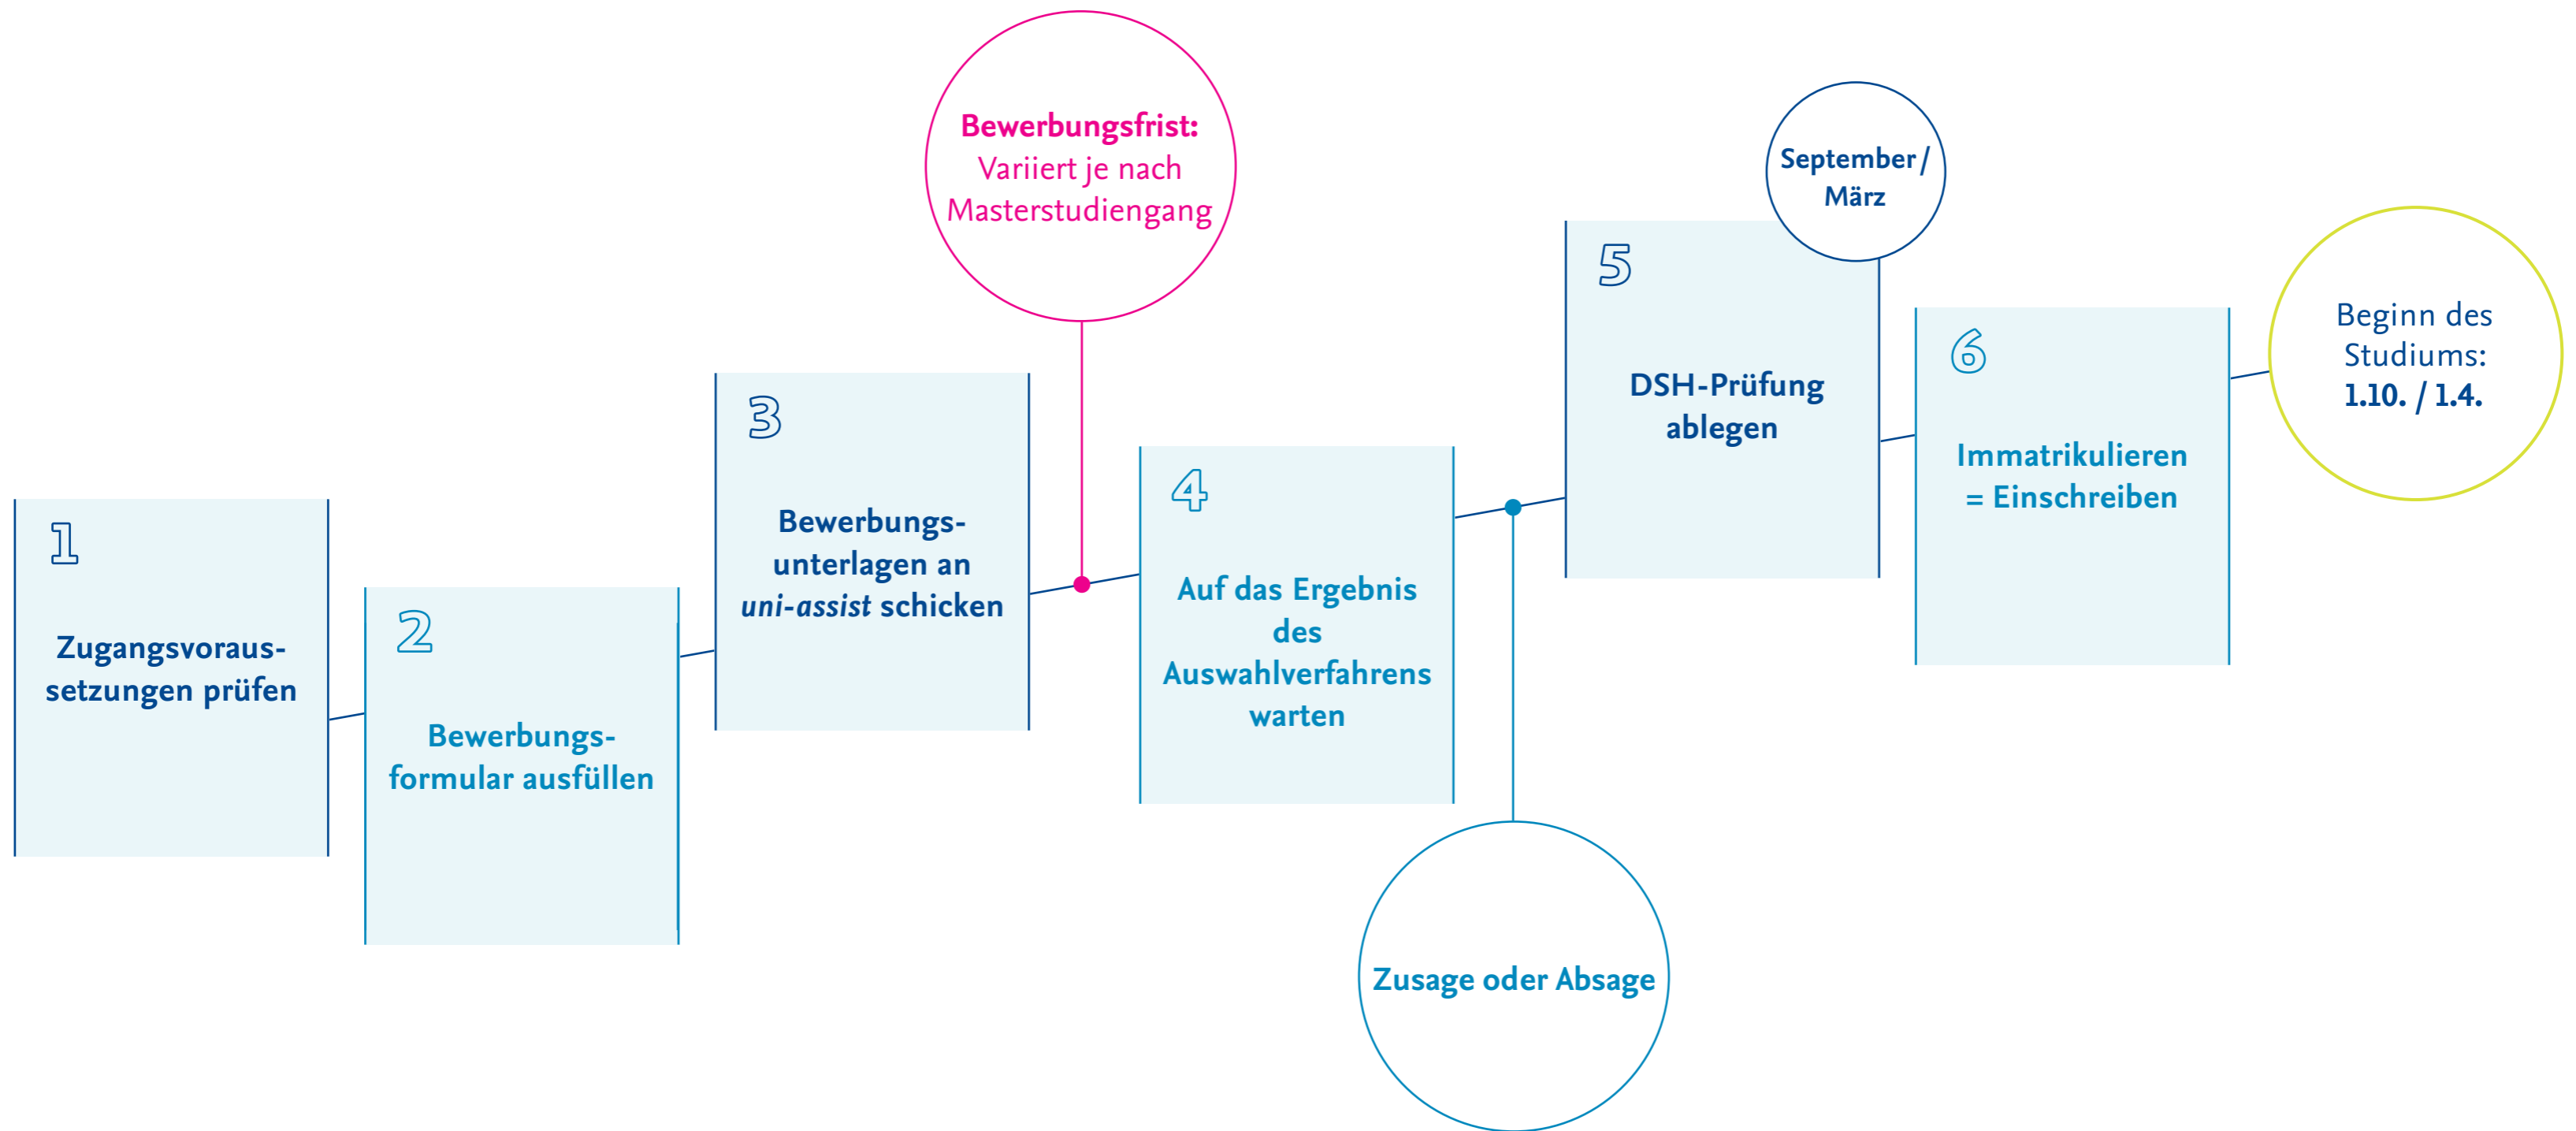 1
Zugangsvoraus-
setzungen prüfen
2
Bewerbungs-
formular ausfüllen
3
Bewerbungs-
unterlagen an
uni-assist schicken
Bewerbungsfrist:
Variiert je nach
Masterstudiengang
4
Auf das Ergebnis
des
Auswahlverfahrens
warten
Zusage oder Absage
5
DSH-Prüfung
ablegen
September/
März
6
Immatrikulieren
= Einschreiben
Beginn des
Studiums:
1.10. / 1.4.